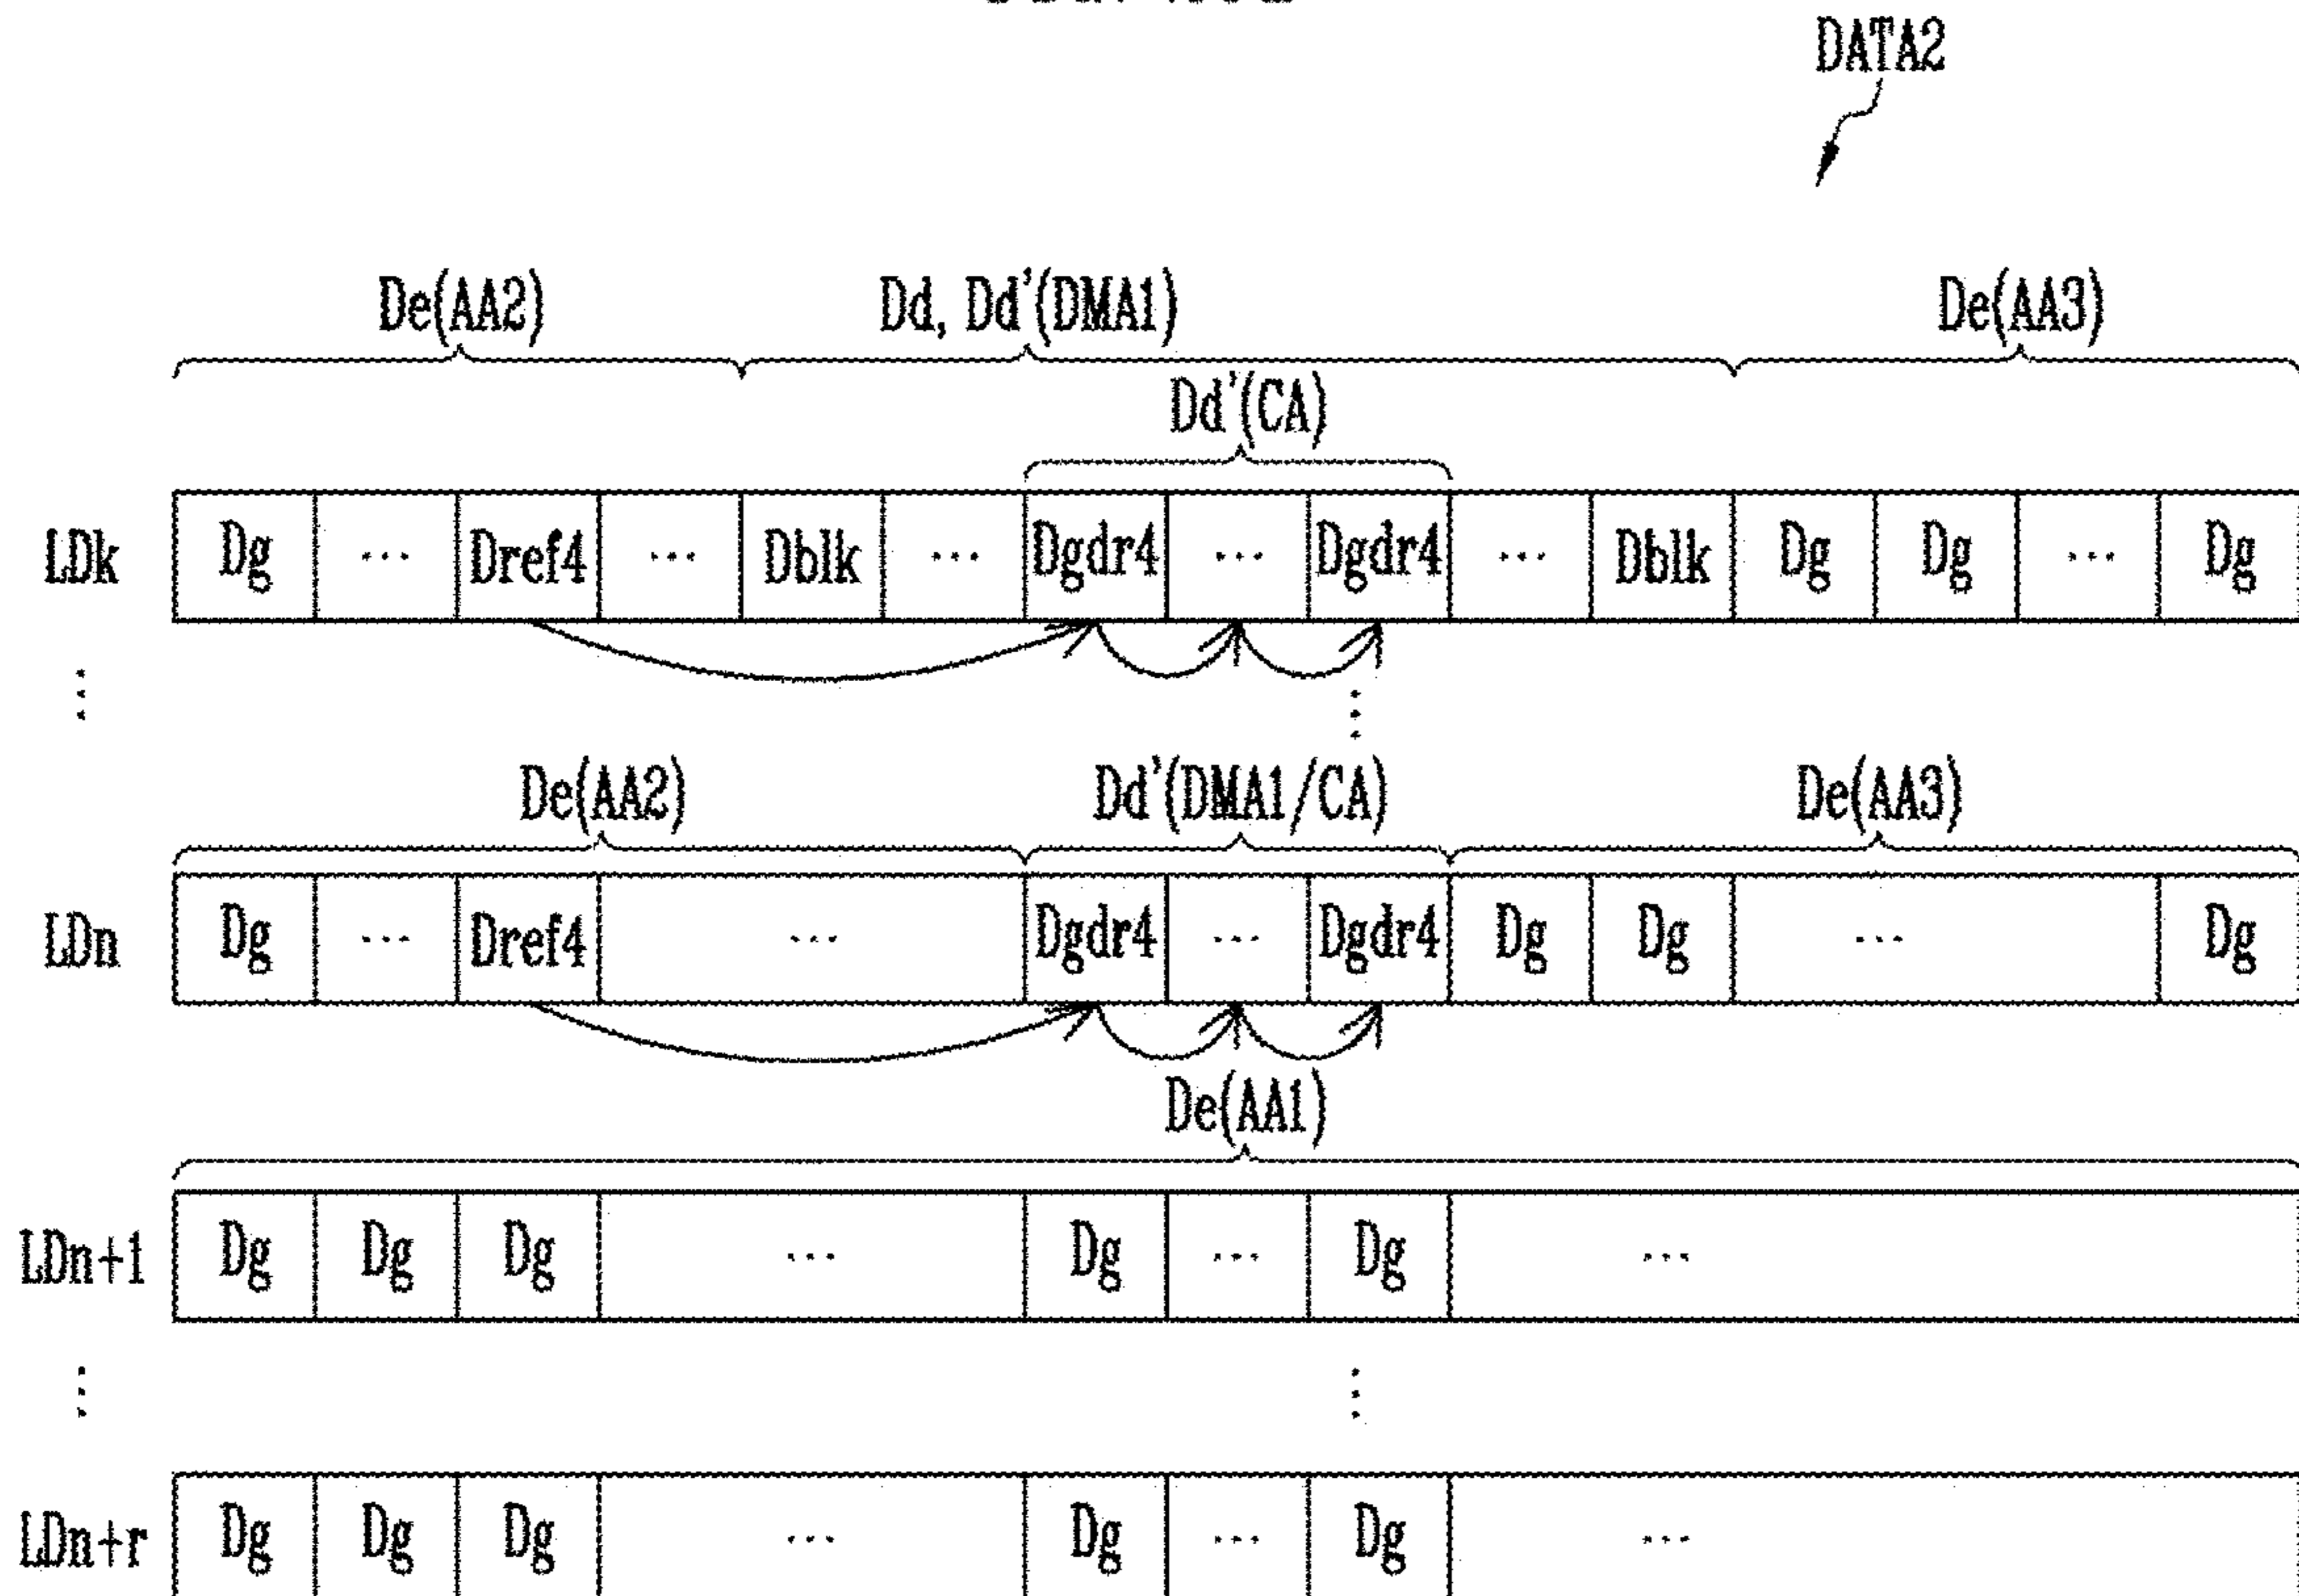 DATA2
De(AA2) Dd, Dd'(DMA1) De(AA3)
Dd'(CA)
LDk Dg ... Dref4 ... Dblk ... Dgdr4 ... Dgdr4 ... Dblk Dg Dg ... Dg
De(AA2) Dd'(DMA1/CA) De(AA3)
LDn Dg ... Dref4 ... Dgdr4 ... Dgdr4 Dg Dg ... Dg
De(AA1)
LDn+1 Dg Dg Dg ... Dg ... Dg ...
LDn+r Dg Dg Dg ... Dg ... Dg ...